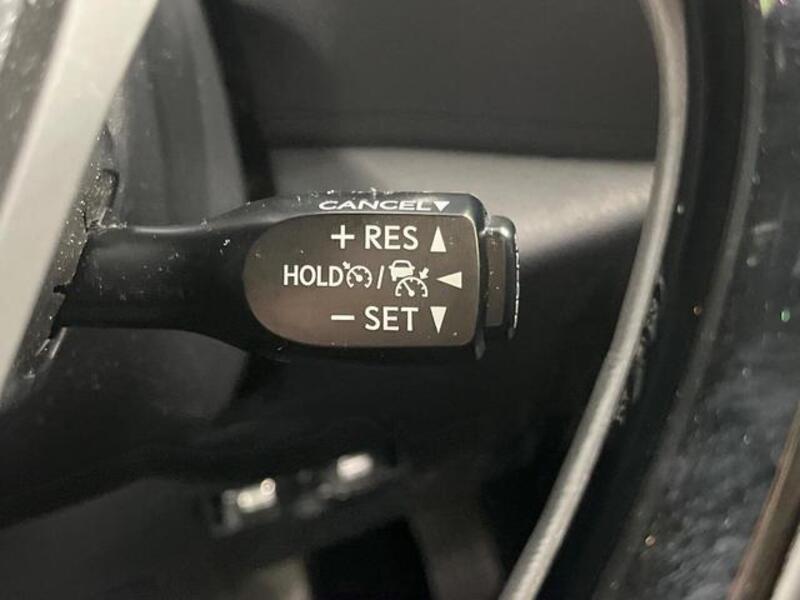 CANCEL▼
+ RES ▲
HOLD / ◀
− SET ▼